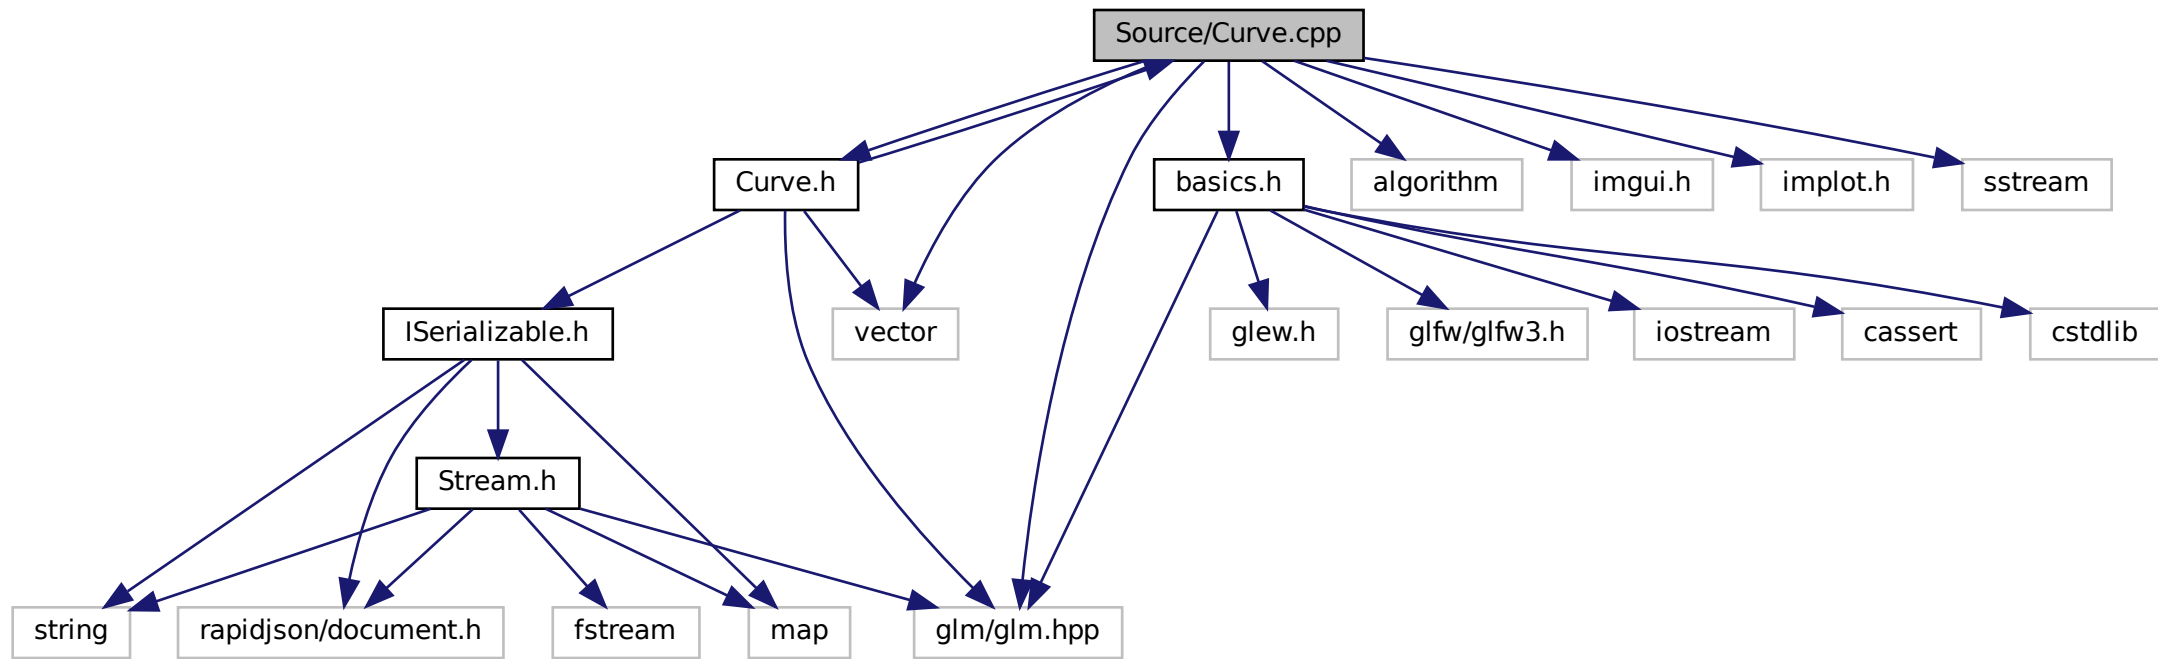 Source/Curve.cpp
Curve.h
basics.h
algorithm
imgui.h
implot.h
sstream
ISerializable.h
vector
glew.h
glfw/glfw3.h
iostream
cassert
cstdlib
Stream.h
string
rapidjson/document.h
fstream
map
glm/glm.hpp